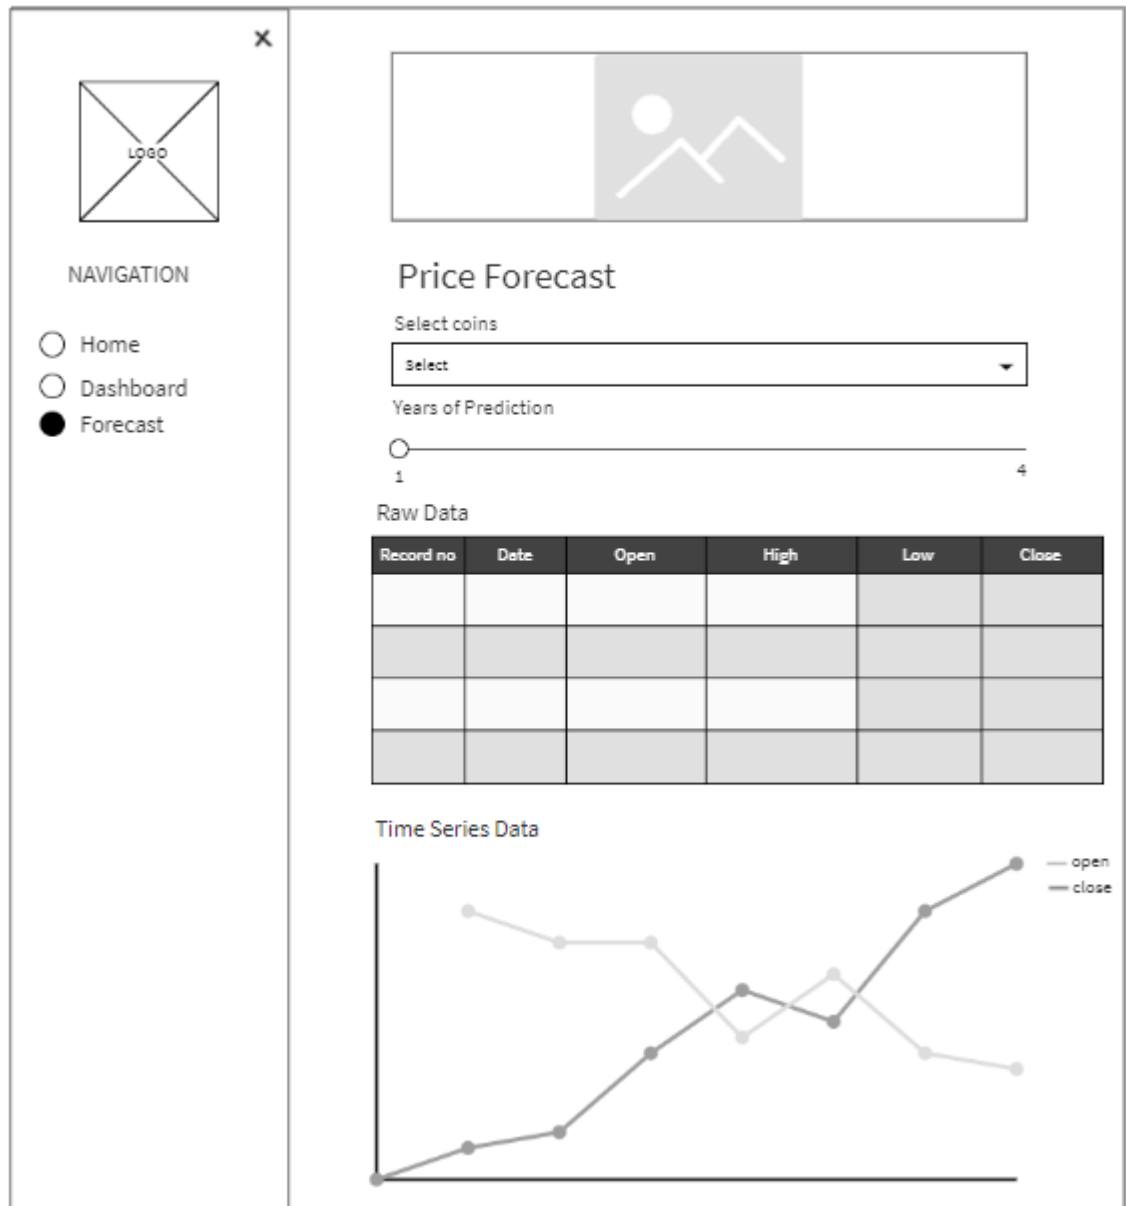 LOGO
NAVIGATION
Home
Dashboard
Forecast
Price Forecast
Select coins
Select
Years of Prediction
1 4
Raw Data
Record no Date Open High Low Close
Time Series Data
open
close